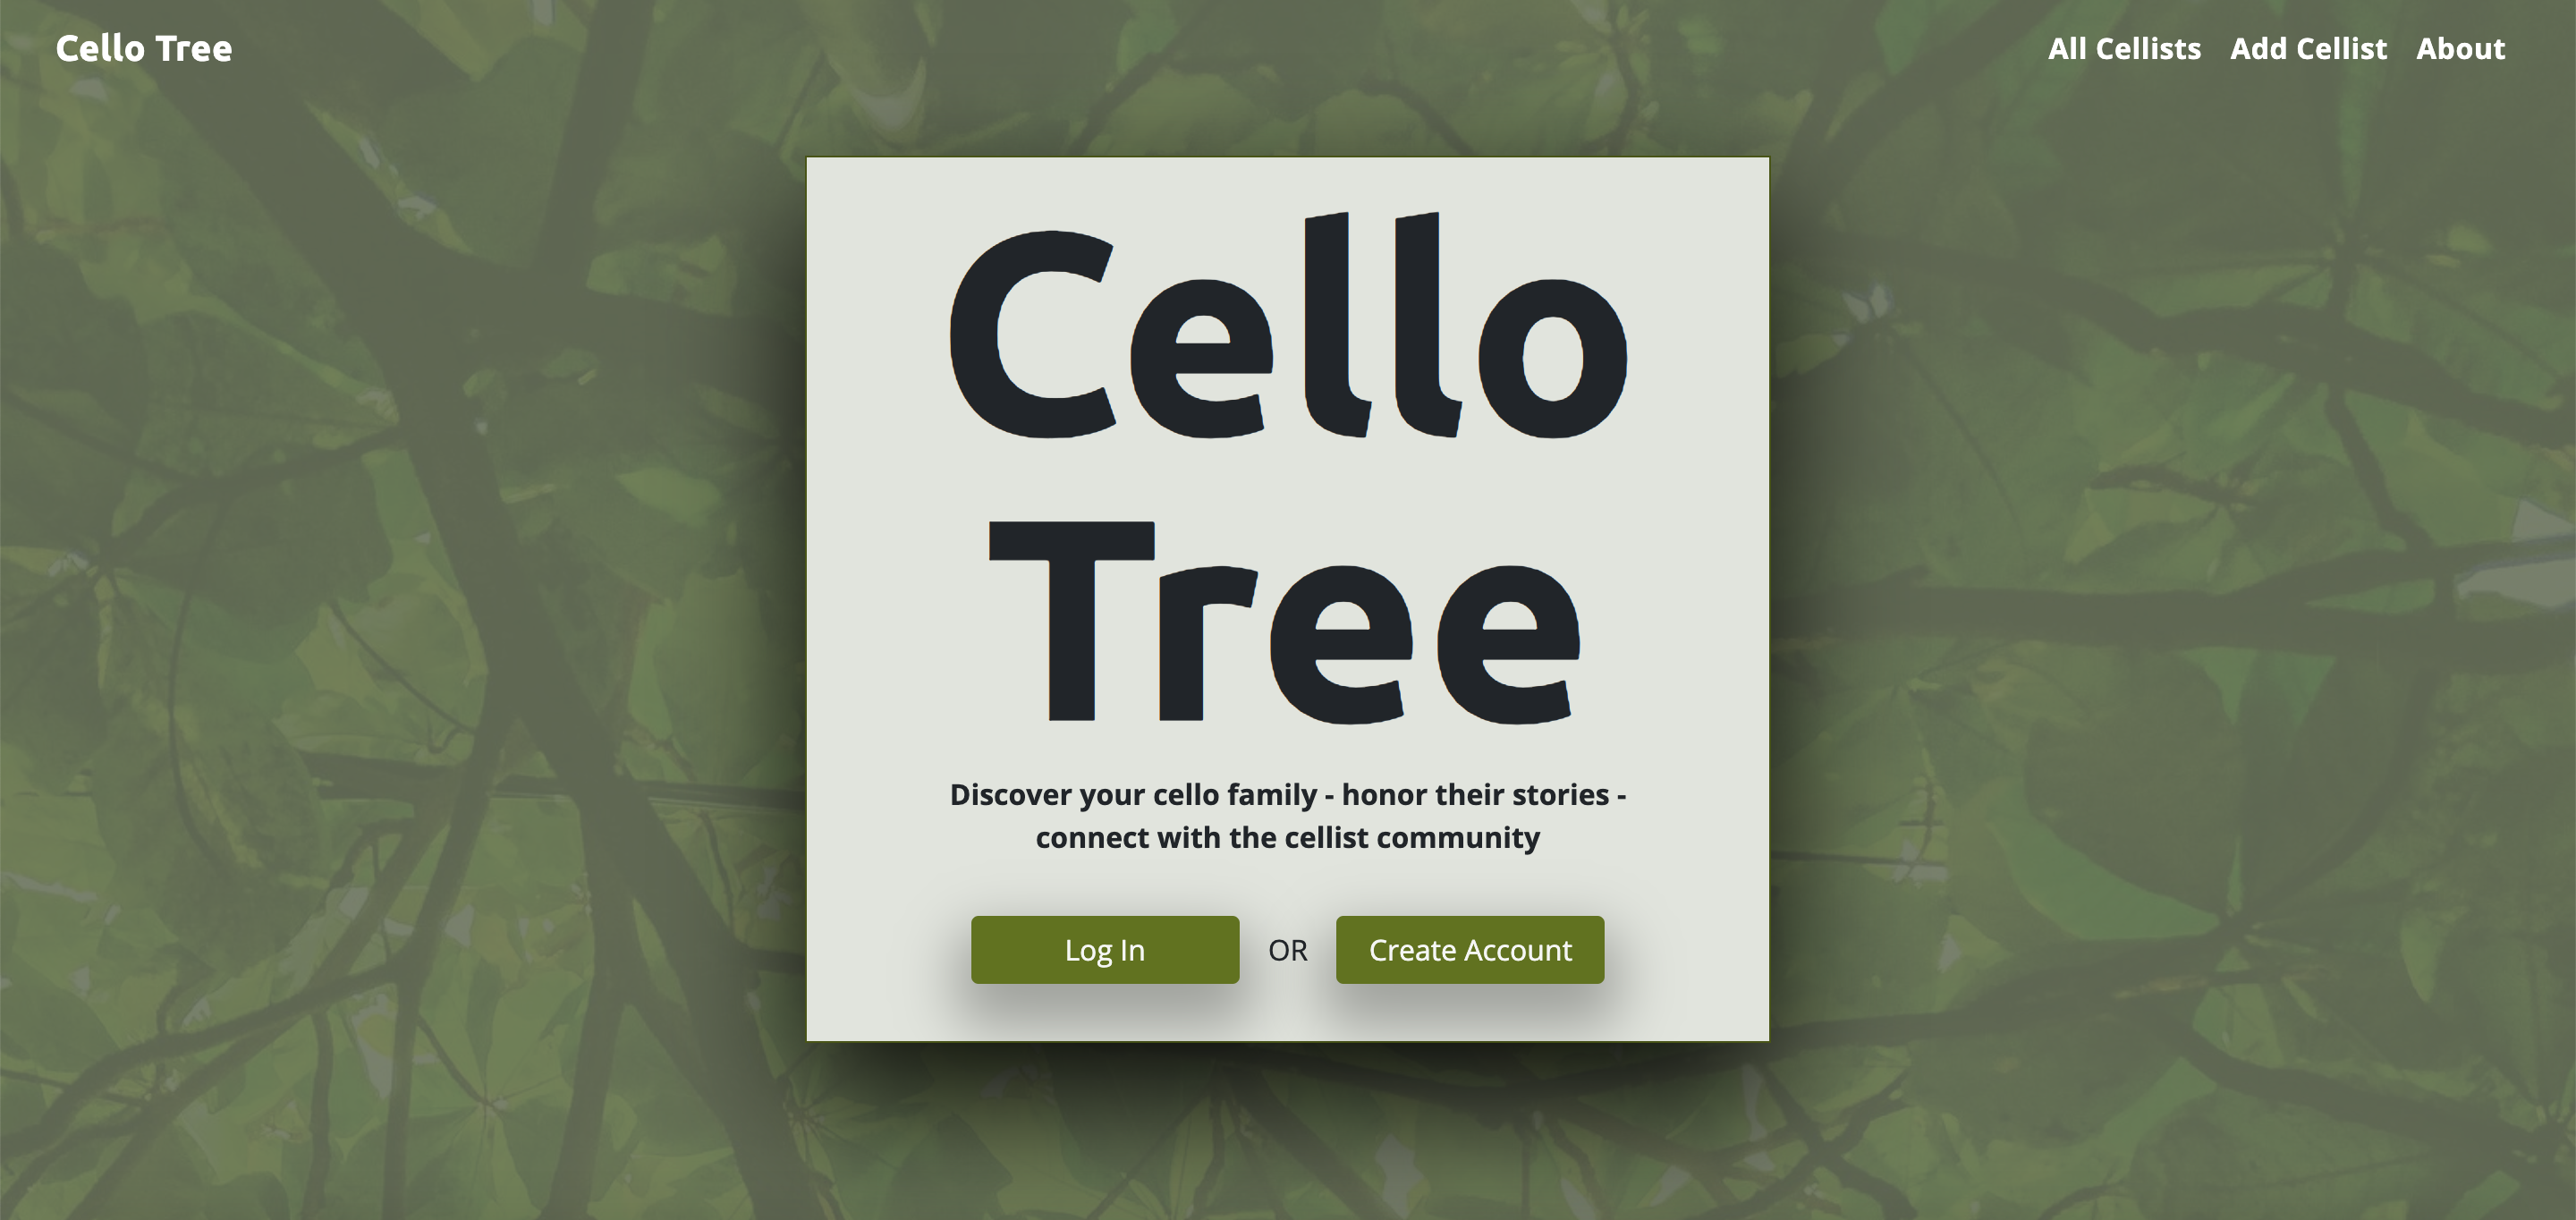 Cello Tree
All Cellists Add Cellist About
Cello
Tree
Discover your cello family - honor their stories -
connect with the cellist community
Log In OR Create Account